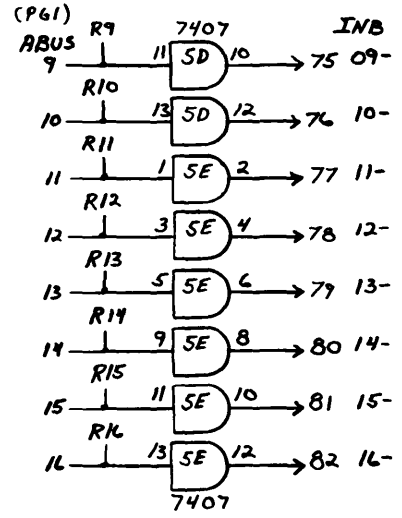 (PG1) R9 7407 INB
ABUS
9 11 5D 10 75 09-
R10
10 13 5D 12 76 10-
R11
11 1 5E 2 77 11-
R12
12 3 5E 4 78 12-
R13
13 5 5E 6 79 13-
R14
14 9 5E 8 80 14-
R15
15 11 5E 10 81 15-
R16
16 13 5E 12 82 16-
7407